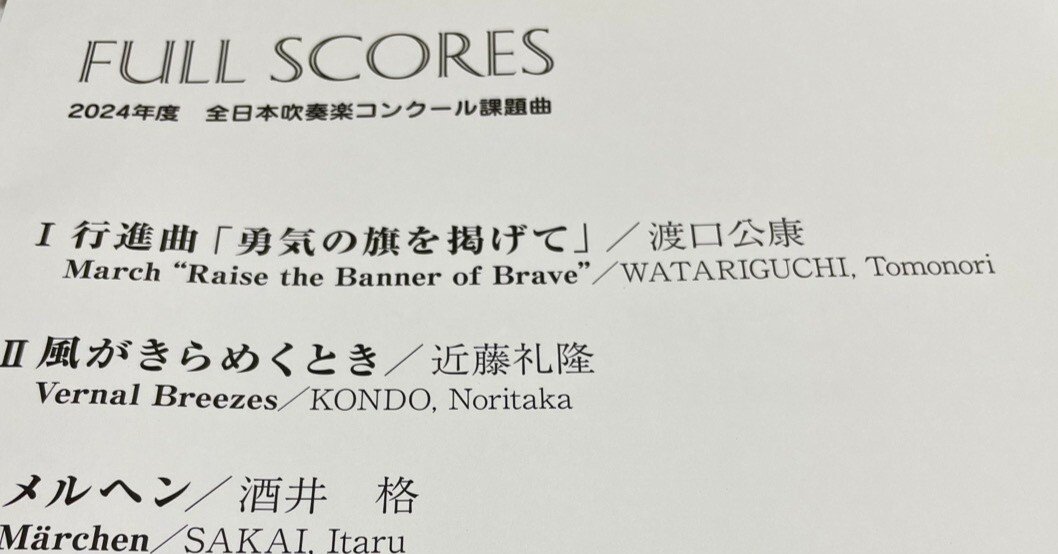 FULL SCORES
2024年度　全日本吹奏楽コンクール課題曲
Ⅰ 行進曲「勇気の旗を掲げて」／渡口公康
March “Raise the Banner of Brave”／WATARIGUCHI, Tomonori
Ⅱ 風がきらめくとき／近藤礼隆
Vernal Breezes／KONDO, Noritaka
メルヘン／酒井　格
Märchen／SAKAI, Itaru